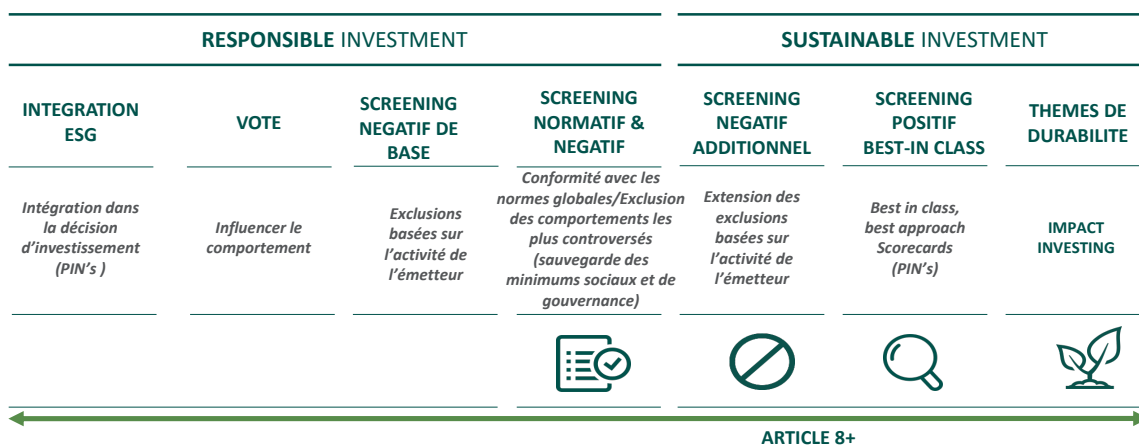 RESPONSIBLE INVESTMENT
SUSTAINABLE INVESTMENT
INTEGRATION
ESG
VOTE
SCREENING
NEGATIF DE
BASE
SCREENING
NORMATIF &
NEGATIF
SCREENING
NEGATIF
ADDITIONNEL
SCREENING
POSITIF
BEST-IN CLASS
THEMES DE
DURABILITE
Intégration dans
la décision
d’investissement
(PIN’s )
Influencer le
comportement
Exclusions
basées sur
l’activité de
l’émetteur
Conformité avec les
normes globales/Exclusion
des comportements les
plus controversés
(sauvegarde des
minimums sociaux et de
gouvernance)
Extension des
exclusions
basées sur
l’activité de
l’émetteur
Best in class,
best approach
Scorecards
(PIN’s)
IMPACT
INVESTING
ARTICLE 8+